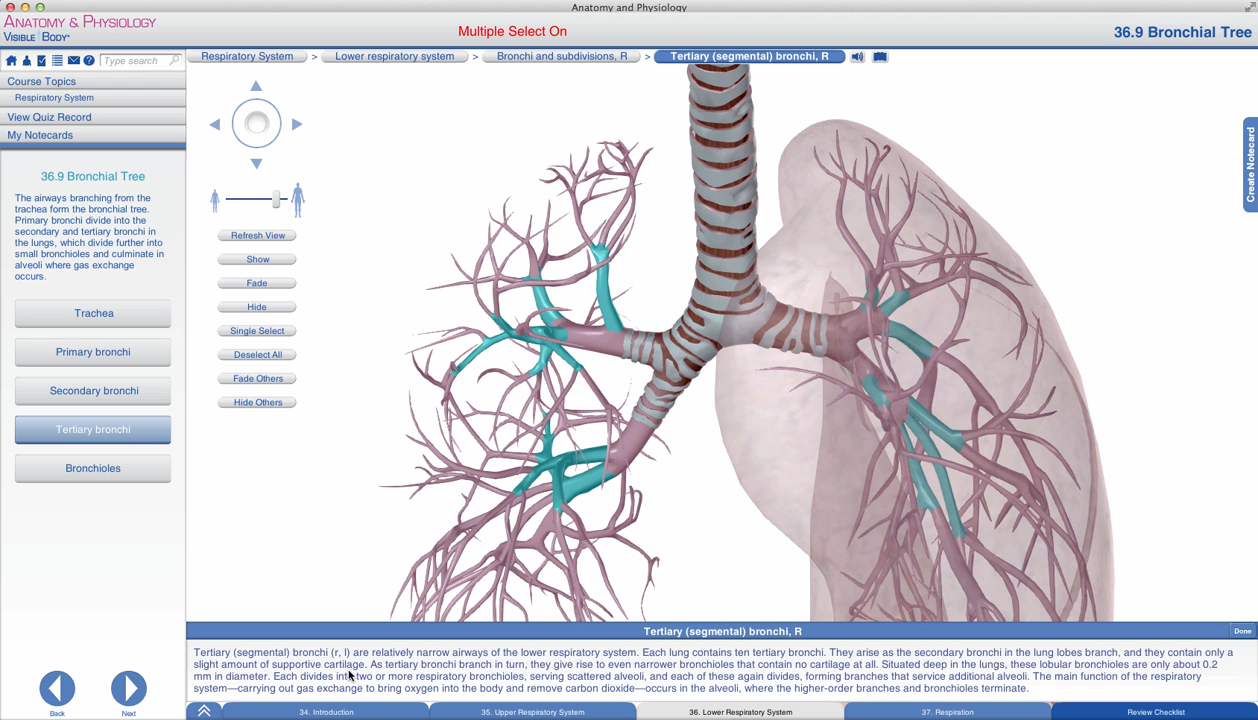 Anatomy and Physiology
ANATOMY & PHYSIOLOGY
VISIBLE BODY®
Multiple Select On
36.9 Bronchial Tree
Type search
Respiratory System > Lower respiratory system > Bronchi and subdivisions, R > Tertiary (segmental) bronchi, R
Course Topics
Respiratory System
View Quiz Record
My Notecards
36.9 Bronchial Tree
The airways branching from the
trachea form the bronchial tree.
Primary bronchi divide into the
secondary and tertiary bronchi in
the lungs, which divide further into
small bronchioles and culminate in
alveoli where gas exchange
occurs.
Trachea
Primary bronchi
Secondary bronchi
Tertiary bronchi
Bronchioles
Back
Next
Refresh View
Show
Fade
Hide
Single Select
Deselect All
Fade Others
Hide Others
Create Notecard
Tertiary (segmental) bronchi, R
Done
Tertiary (segmental) bronchi (r, l) are relatively narrow airways of the lower respiratory system. Each lung contains ten tertiary bronchi. They arise as the secondary bronchi in the lung lobes branch, and they contain only a
slight amount of supportive cartilage. As tertiary bronchi branch in turn, they give rise to even narrower bronchioles that contain no cartilage at all. Situated deep in the lungs, these lobular bronchioles are only about 0.2
mm in diameter. Each divides into two or more respiratory bronchioles, serving scattered alveoli, and each of these again divides, forming branches that service additional alveoli. The main function of the respiratory
system—carrying out gas exchange to bring oxygen into the body and remove carbon dioxide—occurs in the alveoli, where the higher-order branches and bronchioles terminate.
34. Introduction
35. Upper Respiratory System
36. Lower Respiratory System
37. Respiration
Review Checklist